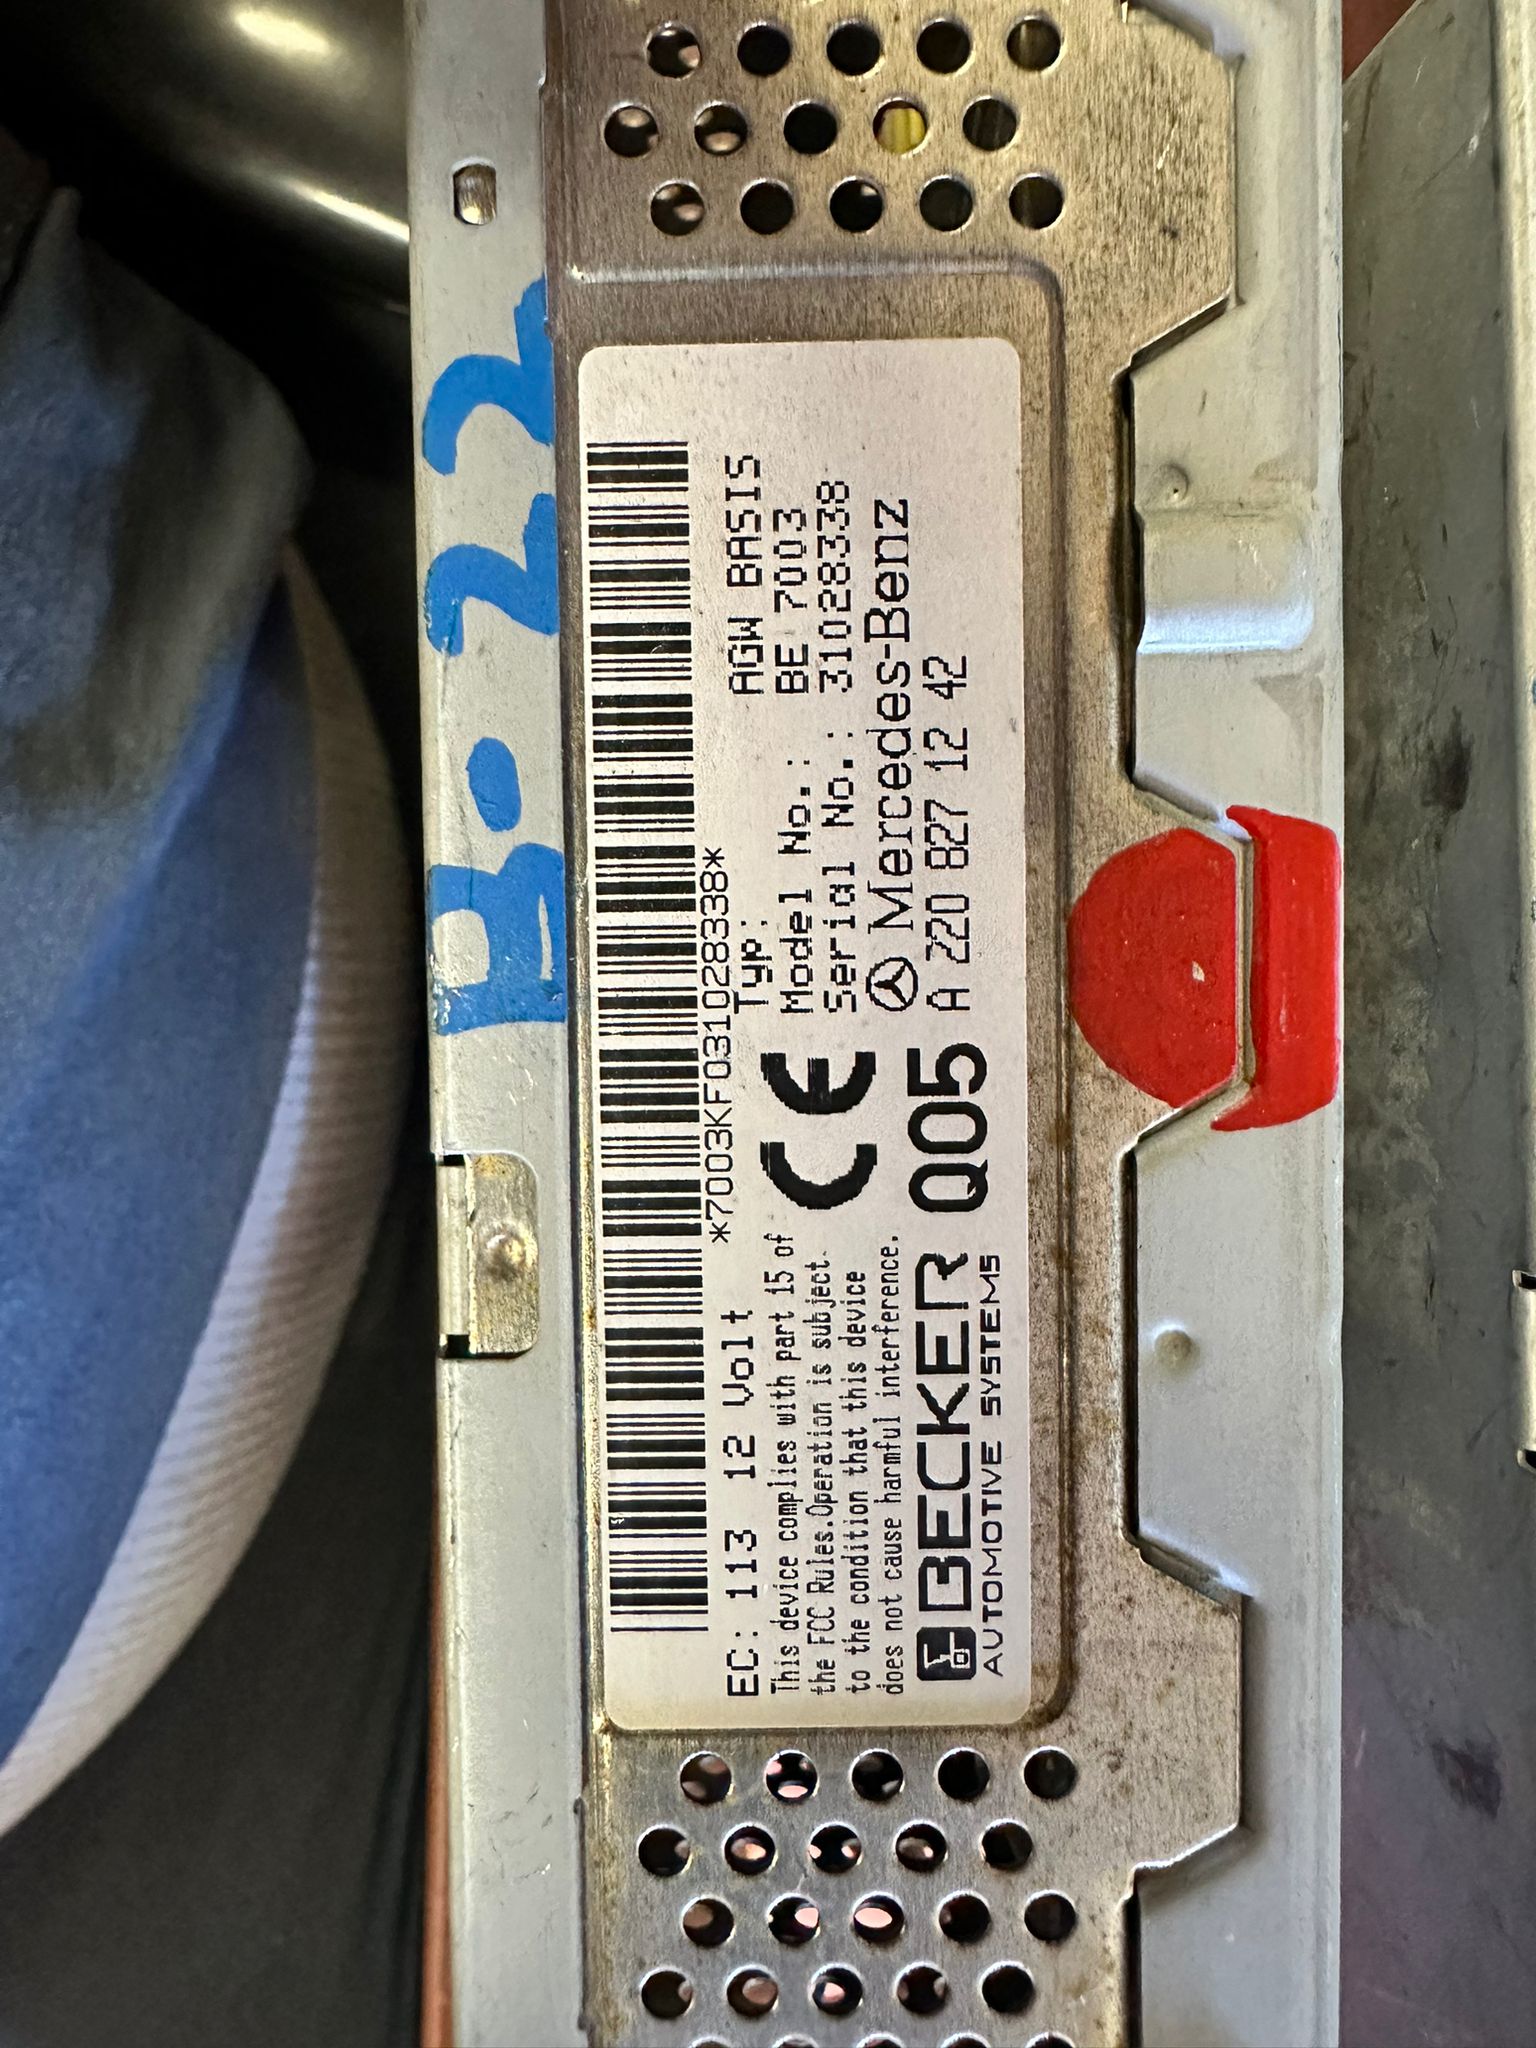 B.22
*7003KF031028338*
EC: 113 12 Volt
This device complies with part 15 of
the FCC Rules.Operation is subject
to the condition that this device
does not cause harmful interference.
BECKER
AUTOMOTIVE SYSTEMS
CE
Q05
Typ: AGW BASIS
Model No.: BE 7003
Serial No.: 31028338
Mercedes-Benz
A 220 827 12 42